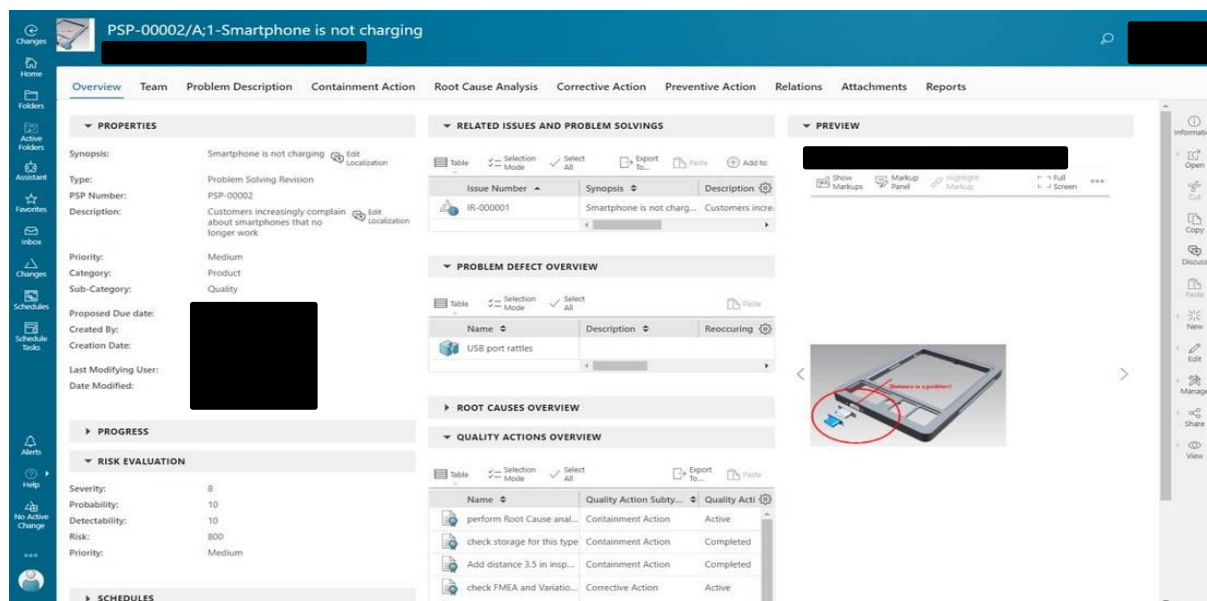 PSP-00002/A;1-Smartphone is not charging
Changes
Home
Folders
Active
Folders
Assistant
Favorites
Inbox
Changes
Schedules
Schedule
Tasks
Alerts
Help
No Active
Change
Overview Team Problem Description Containment Action Root Cause Analysis Corrective Action Preventive Action Relations Attachments Reports
PROPERTIES
Synopsis: Smartphone is not charging Edit
Localization
Type: Problem Solving Revision
PSP Number: PSP-00002
Description: Customers increasingly complain Edit
about smartphones that no Localization
longer work
Priority: Medium
Category: Product
Sub-Category: Quality
Proposed Due date:
Created By:
Creation Date:
Last Modifying User:
Date Modified:
PROGRESS
RISK EVALUATION
Severity: 8
Probability: 10
Detectability: 10
Risk: 800
Priority: Medium
SCHEDULES
RELATED ISSUES AND PROBLEM SOLVINGS
Table Selection Mode Select All Export To... Paste Add to
Issue Number Synopsis Description
IR-000001 Smartphone is not charg... Customers incre
PROBLEM DEFECT OVERVIEW
Table Selection Mode Select All Paste
Name Description Reoccuring
USB port rattles
ROOT CAUSES OVERVIEW
QUALITY ACTIONS OVERVIEW
Table Selection Mode Select All Export To... Paste
Name Quality Action Subty... Quality Acti
perform Root Cause anal... Containment Action Active
check storage for this type Containment Action Completed
Add distance 3.5 in insp... Containment Action Completed
check FMEA and Variatio... Corrective Action Active
PREVIEW
Show Markups Markup Panel Highlight Markup Full Screen
Distance is a problem!!
Informati
Open
Cut
Copy
Discuss
Paste
New
Edit
Manage
Share
View